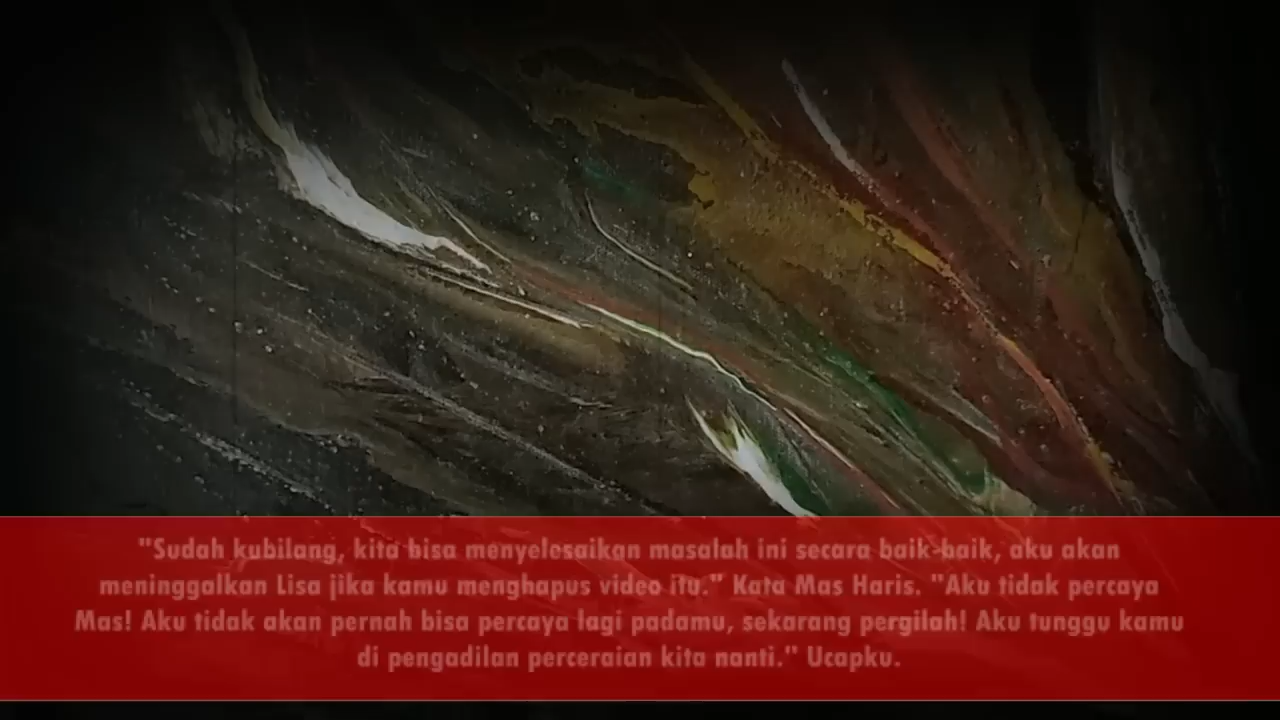 "Sudah kubilang, kita bisa menyelesaikan masalah ini secara baik-baik, aku akan
meninggalkan Lisa jika kamu menghapus video itu." Kata Mas Haris. "Aku tidak percaya
Mas! Aku tidak akan pernah bisa percaya lagi padamu, sekarang pergilah! Aku tunggu kamu
di pengadilan perceraian kita nanti." Ucapku.